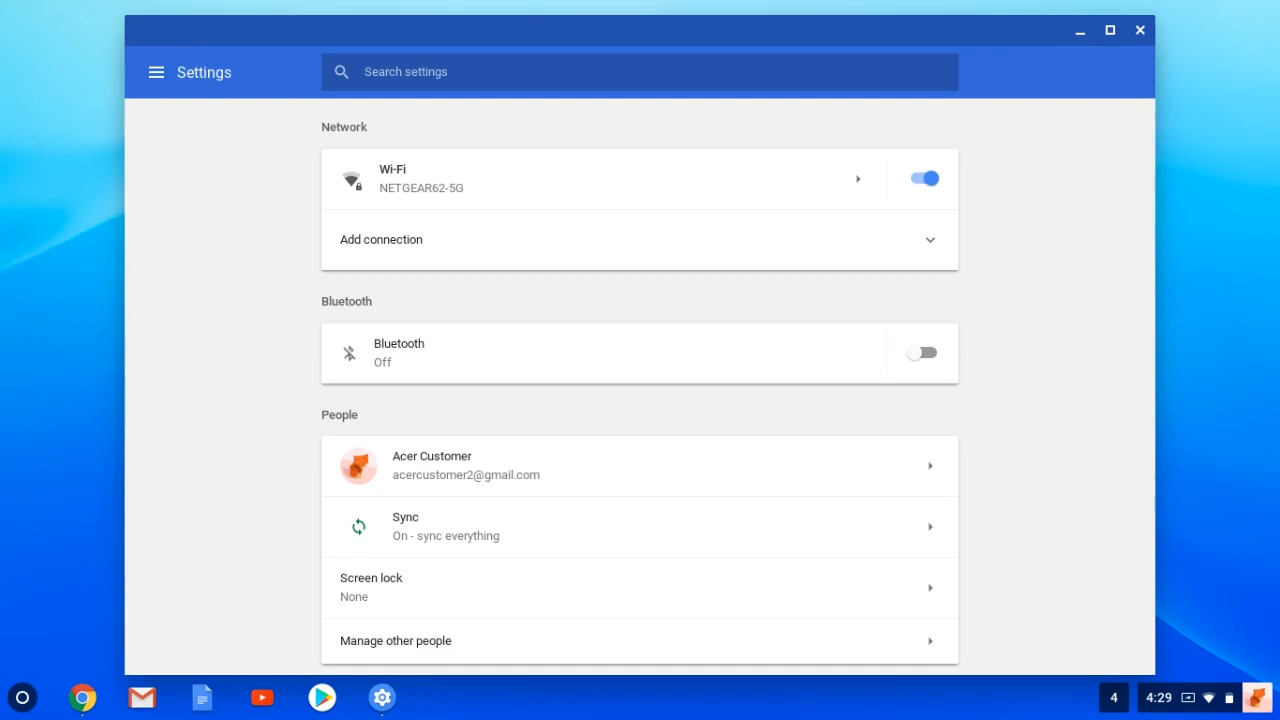 Settings
Search settings
Network
Wi-Fi
NETGEAR62-5G
Add connection
Bluetooth
Bluetooth
Off
People
Acer Customer
acercustomer2@gmail.com
Sync
On - sync everything
Screen lock
None
Manage other people
4
4:29